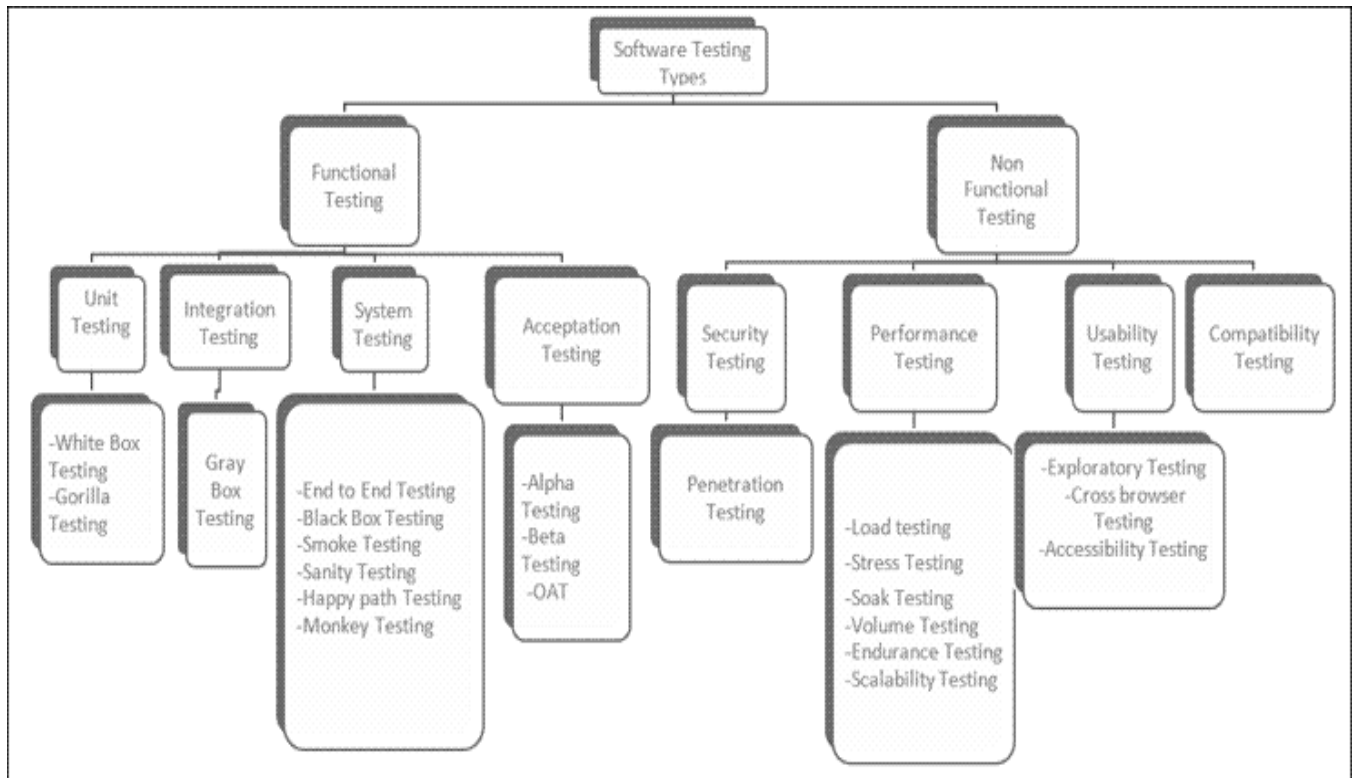 Software Testing
Types
Functional
Testing
Non
Functional
Testing
Unit
Testing
Integration
Testing
System
Testing
Acceptation
Testing
Security
Testing
Performance
Testing
Usability
Testing
Compatibility
Testing
-White Box
Testing
-Gorilla
Testing
Gray
Box
Testing
-End to End Testing
-Black Box Testing
-Smoke Testing
-Sanity Testing
-Happy path Testing
-Monkey Testing
-Alpha
Testing
-Beta
Testing
-OAT
Penetration
Testing
-Load testing
-Stress Testing
-Soak Testing
-Volume Testing
-Endurance Testing
-Scalability Testing
-Exploratory Testing
-Cross browser
Testing
-Accessibility Testing